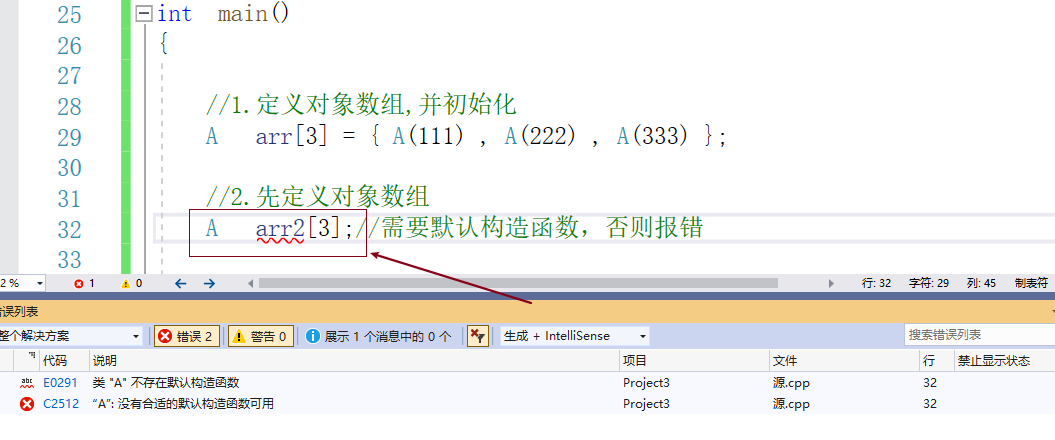 25 int main()
26 {
27
28 //1.定义对象数组,并初始化
29 A arr[3] = { A(111) , A(222) , A(333) };
30
31 //2.先定义对象数组
32 A arr2[3];//需要默认构造函数，否则报错
33
2 % 1 0 行: 32 字符: 29 列: 45 制表符
错误列表
整个解决方案 错误 2 警告 0 展示 1 个消息中的 0 个 生成 + IntelliSense 搜索错误列表
代码 说明 项目 文件 行 禁止显示状态
abc E0291 类 "A" 不存在默认构造函数 Project3 源.cpp 32
C2512 “A”: 没有合适的默认构造函数可用 Project3 源.cpp 32